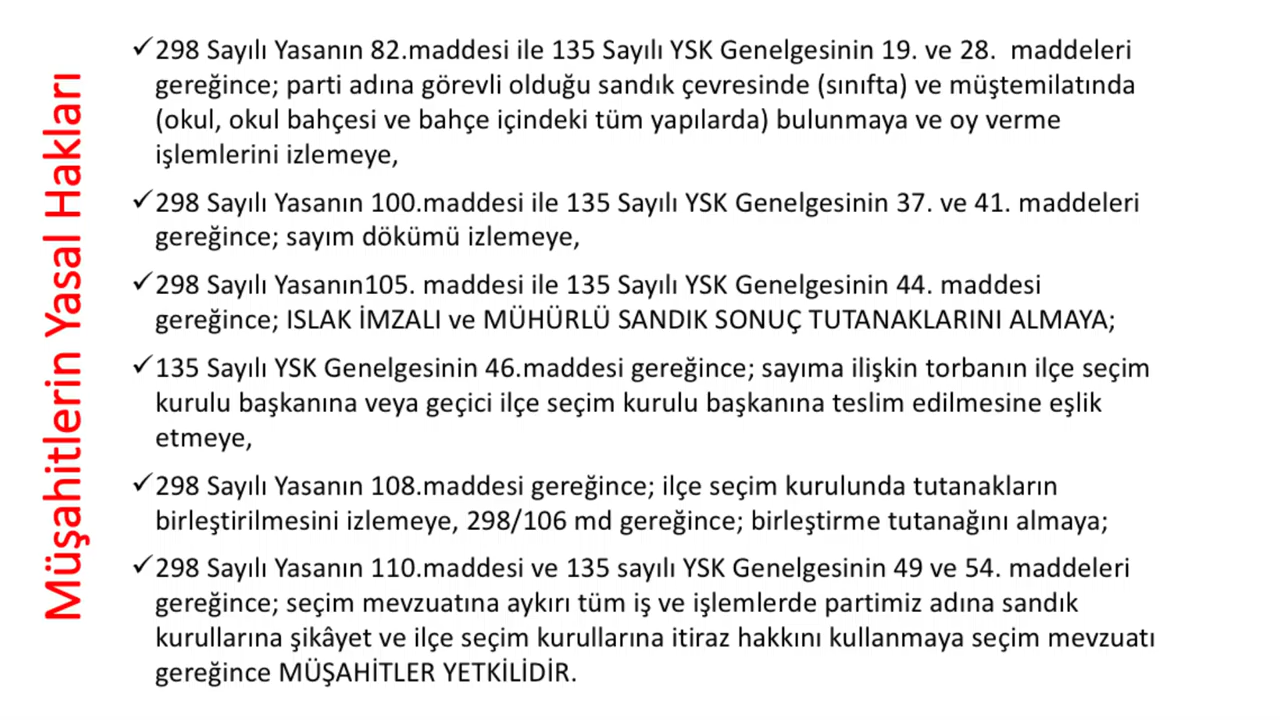 Müşahitlerin Yasal Hakları
✓298 Sayılı Yasanın 82.maddesi ile 135 Sayılı YSK Genelgesinin 19. ve 28. maddeleri
gereğince; parti adına görevli olduğu sandık çevresinde (sınıfta) ve müştemilatında
(okul, okul bahçesi ve bahçe içindeki tüm yapılarda) bulunmaya ve oy verme
işlemlerini izlemeye,
✓298 Sayılı Yasanın 100.maddesi ile 135 Sayılı YSK Genelgesinin 37. ve 41. maddeleri
gereğince; sayım dökümü izlemeye,
✓298 Sayılı Yasanın105. maddesi ile 135 Sayılı YSK Genelgesinin 44. maddesi
gereğince; ISLAK İMZALI ve MÜHÜRLÜ SANDIK SONUÇ TUTANAKLARINI ALMAYA;
✓135 Sayılı YSK Genelgesinin 46.maddesi gereğince; sayıma ilişkin torbanın ilçe seçim
kurulu başkanına veya geçici ilçe seçim kurulu başkanına teslim edilmesine eşlik
etmeye,
✓298 Sayılı Yasanın 108.maddesi gereğince; ilçe seçim kurulunda tutanakların
birleştirilmesini izlemeye, 298/106 md gereğince; birleştirme tutanağını almaya;
✓298 Sayılı Yasanın 110.maddesi ve 135 sayılı YSK Genelgesinin 49 ve 54. maddeleri
gereğince; seçim mevzuatına aykırı tüm iş ve işlemlerde partimiz adına sandık
kurullarına şikâyet ve ilçe seçim kurullarına itiraz hakkını kullanmaya seçim mevzuatı
gereğince MÜŞAHİTLER YETKİLİDİR.